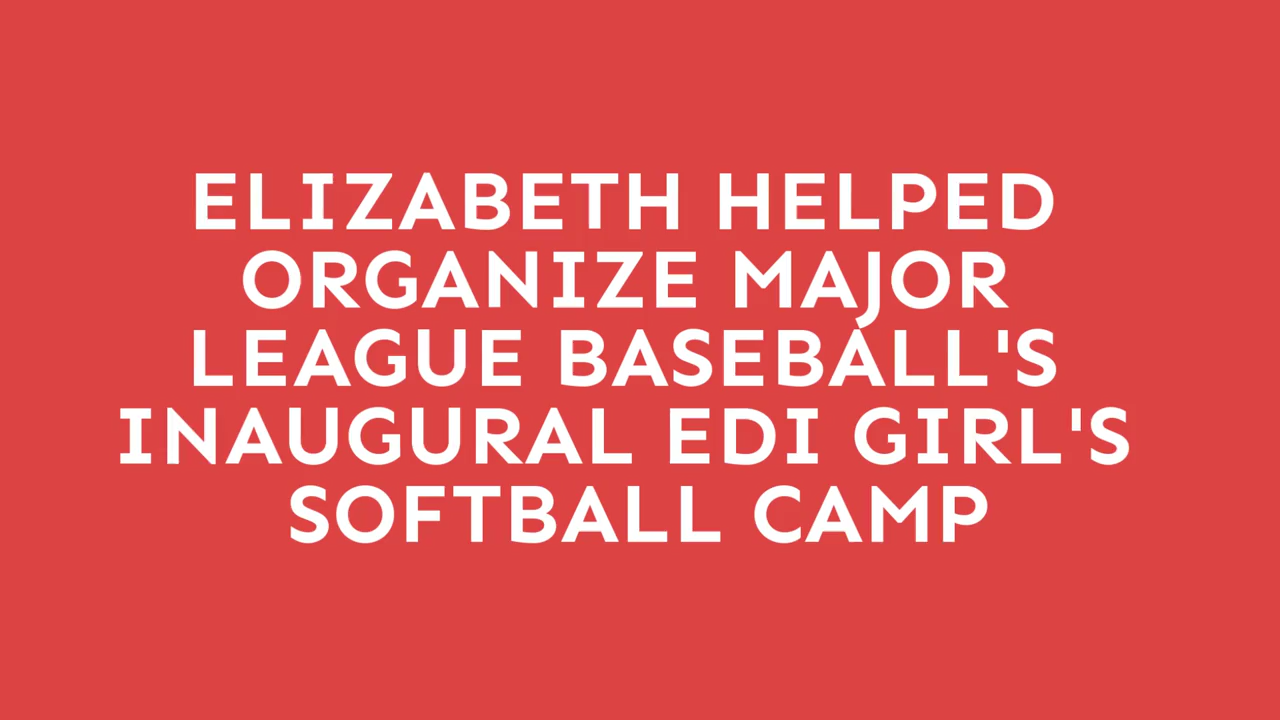 ELIZABETH HELPED
ORGANIZE MAJOR
LEAGUE BASEBALL'S
INAUGURAL EDI GIRL'S
SOFTBALL CAMP